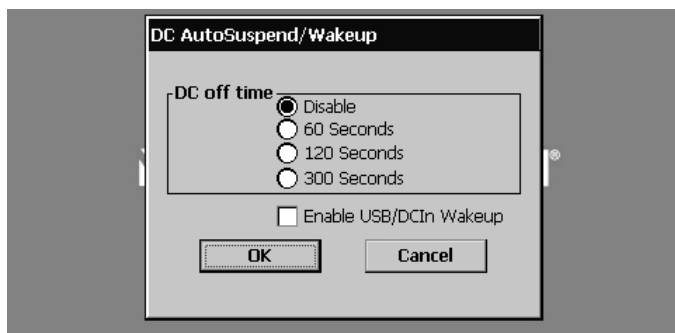 DC AutoSuspend/Wakeup
DC off time
Disable
60 Seconds
120 Seconds
300 Seconds
®
Enable USB/DCIn Wakeup
OK
Cancel